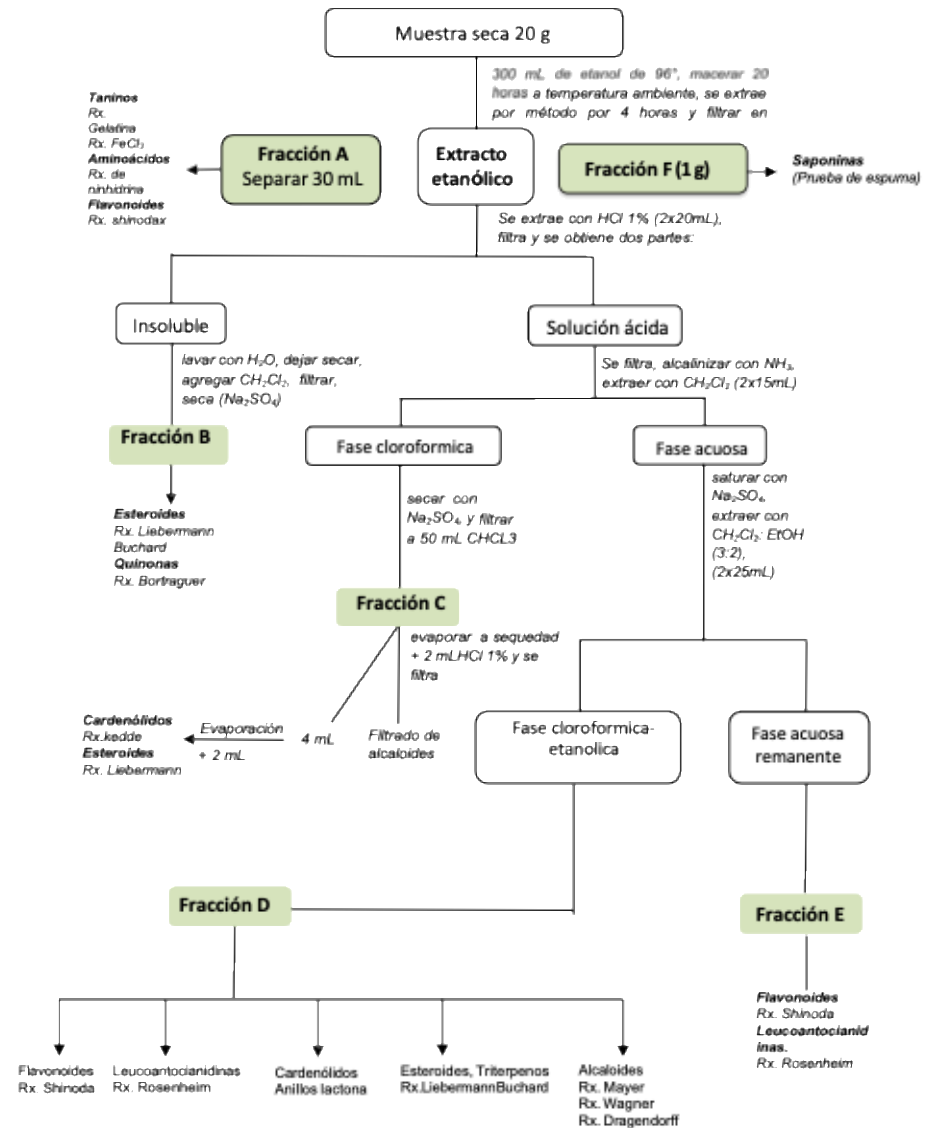 Muestra seca 20 g
300 mL de etanol de 96°, macerar 20
horas a temperatura ambiente, se extrae
por método por 4 horas y filtrar en
Taninos
Rx.
Gelatina
Rx. FeCl₃
Aminoácidos
Rx. de
ninhidrina
Flavonoides
Rx. shinodax
Fracción A
Separar 30 mL
Extracto
etanólico
Fracción F (1 g)
Saponinas
(Prueba de espuma)
Se extrae con HCl 1% (2x20mL),
filtra y se obtiene dos partes:
Insoluble
Solución ácida
lavar con H₂O, dejar secar,
agregar CH₂Cl₂, filtrar,
seca (Na₂SO₄)
Se filtra, alcalinizar con NH₃,
extraer con CH₂Cl₂ (2x15mL)
Fracción B
Fase cloroformica
Fase acuosa
Esteroides
Rx. Liebermann
Buchard
Quinonas
Rx. Bortraguer
secar con
Na₂SO₄, y filtrar
a 50 mL CHCL3
saturar con
Na₂SO₄,
extraer con
CH₂Cl₂: EtOH
(3:2),
(2x25mL)
Fracción C
evaporar a sequedad
+ 2 mLHCl 1% y se
filtra
Cardenólidos
Rx.kedde
Esteroides
Rx. Liebermann
Evaporación
+ 2 mL
4 mL
Filtrado de
alcaloides
Fase cloroformica-
etanolica
Fase acuosa
remanente
Fracción D
Fracción E
Flavonoides
Rx. Shinoda
Leucoantocianid
inas.
Rx. Rosenheim
Flavonoides
Rx. Shinoda
Leucoantocianidinas
Rx. Rosenheim
Cardenólidos
Anillos lactona
Esteroides, Triterpenos
Rx.LiebermannBuchard
Alcaloides
Rx. Mayer
Rx. Wagner
Rx. Dragendorff